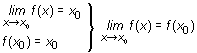 lim f(x) = x₀
x→x₀
f(x₀) = x₀
} lim f(x) = f(x₀)
x→x₀